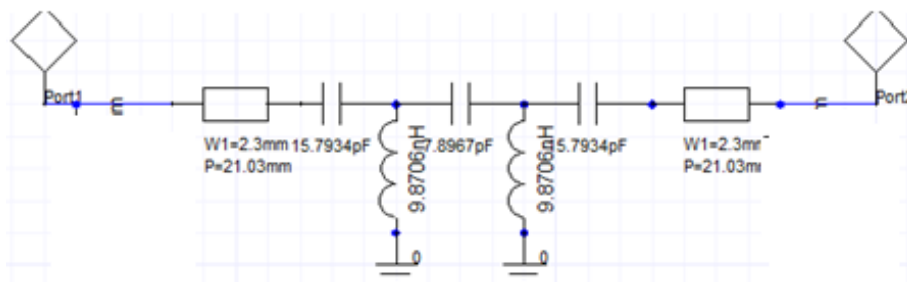 Port1
Port2
W1=2.3mm
P=21.03mm
15.7934pF
9.8706nH
0
7.8967pF
9.8706nH
0
15.7934pF
W1=2.3mm
P=21.03mm